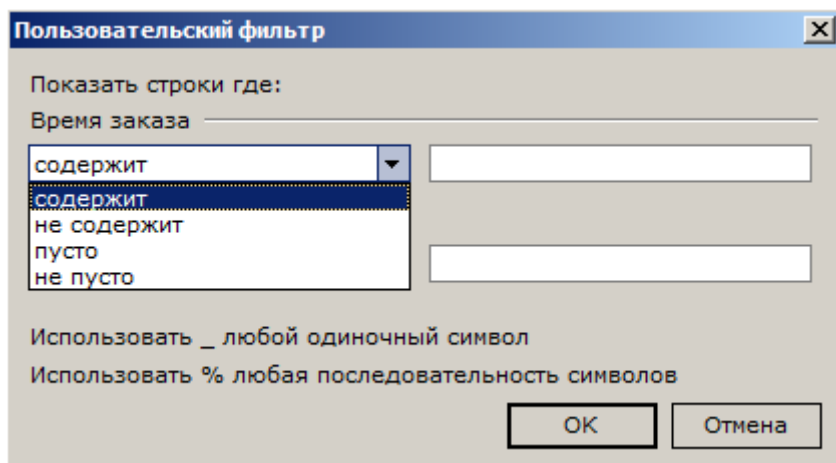 Пользовательский фильтр
Показать строки где:
Время заказа
содержит
содержит
не содержит
пусто
не пусто
Использовать _ любой одиночный символ
Использовать % любая последовательность символов
OK Отмена